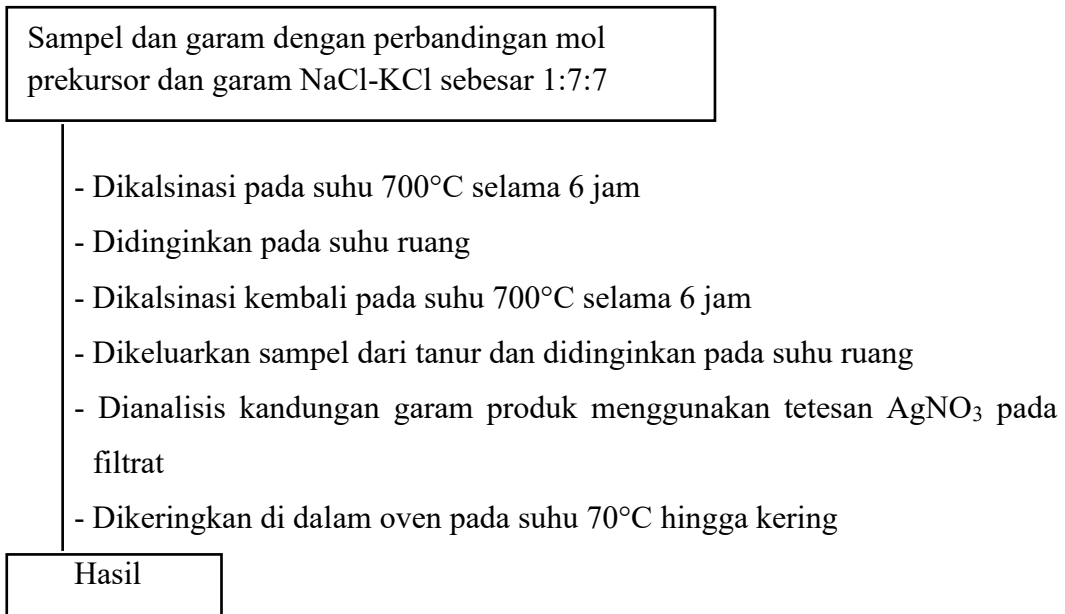 Sampel dan garam dengan perbandingan mol
prekursor dan garam NaCl-KCl sebesar 1:7:7
- Dikalsinasi pada suhu 700°C selama 6 jam
- Didinginkan pada suhu ruang
- Dikalsinasi kembali pada suhu 700°C selama 6 jam
- Dikeluarkan sampel dari tanur dan didinginkan pada suhu ruang
- Dianalisis kandungan garam produk menggunakan tetesan AgNO₃ pada
filtrat
- Dikeringkan di dalam oven pada suhu 70°C hingga kering
Hasil